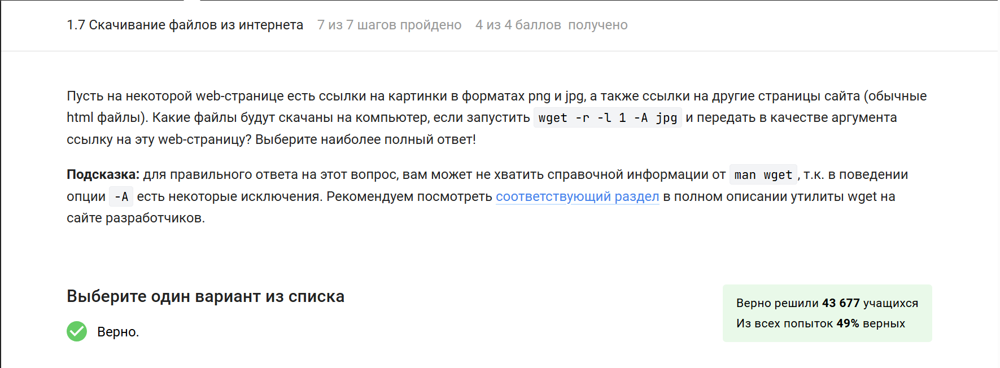 1.7 Скачивание файлов из интернета 7 из 7 шагов пройдено 4 из 4 баллов получено
Пусть на некоторой web-странице есть ссылки на картинки в форматах png и jpg, а также ссылки на другие страницы сайта (обычные
html файлы). Какие файлы будут скачаны на компьютер, если запустить wget -r -l 1 -A jpg и передать в качестве аргумента
ссылку на эту web-страницу? Выберите наиболее полный ответ!
Подсказка: для правильного ответа на этот вопрос, вам может не хватить справочной информации от man wget, т.к. в поведении
опции -A есть некоторые исключения. Рекомендуем посмотреть соответствующий раздел в полном описании утилиты wget на
сайте разработчиков.
Выберите один вариант из списка
Верно.
Верно решили 43 677 учащихся
Из всех попыток 49% верных